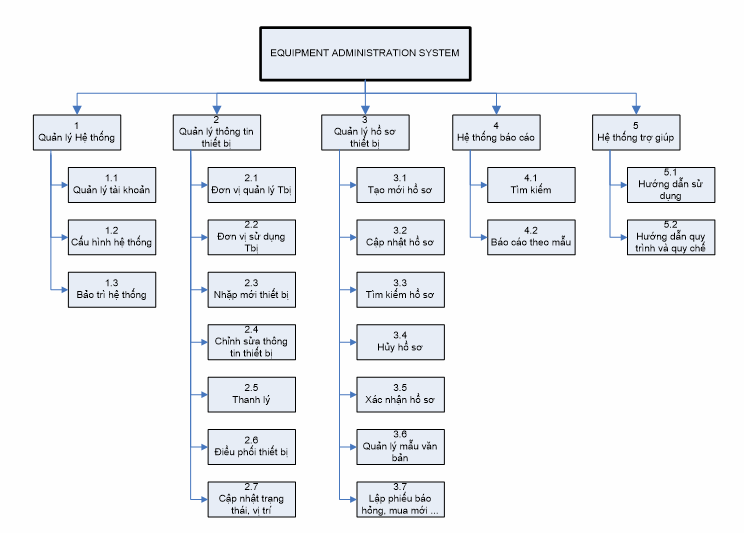 EQUIPMENT ADMINISTRATION SYSTEM
1
Quản lý Hệ thống
2
Quản lý thông tin
thiết bị
3
Quản lý hồ sơ
thiết bị
4
Hệ thống báo cáo
5
Hệ thống trợ giúp
1.1
Quản lý tài khoản
1.2
Cấu hình hệ thống
1.3
Bảo trì hệ thống
2.1
Đơn vị quản lý Tbị
2.2
Đơn vị sử dụng
Tbị
2.3
Nhập mới thiết bị
2.4
Chỉnh sửa thông
tin thiết bị
2.5
Thanh lý
2.6
Điều phối thiết bị
2.7
Cập nhật trạng
thái, vị trí
3.1
Tạo mới hồ sơ
3.2
Cập nhật hồ sơ
3.3
Tìm kiếm hồ sơ
3.4
Hủy hồ sơ
3.5
Xác nhận hồ sơ
3.6
Quản lý mẫu văn
bản
3.7
Lập phiếu báo
hỏng, mua mới ...
4.1
Tìm kiếm
4.2
Báo cáo theo mẫu
5.1
Hướng dẫn sử
dụng
5.2
Hướng dẫn quy
trình và quy chế